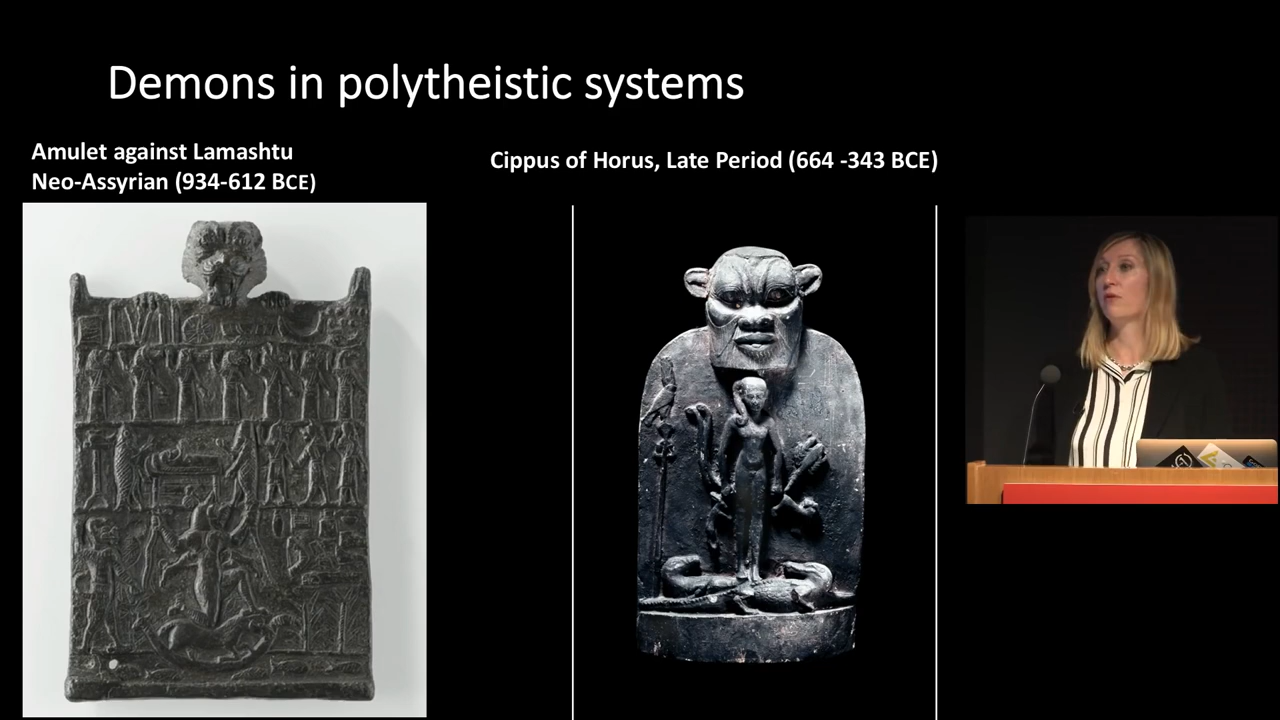 Demons in polytheistic systems
Amulet against Lamashtu
Neo-Assyrian (934-612 BCE)
Cippus of Horus, Late Period (664 -343 BCE)